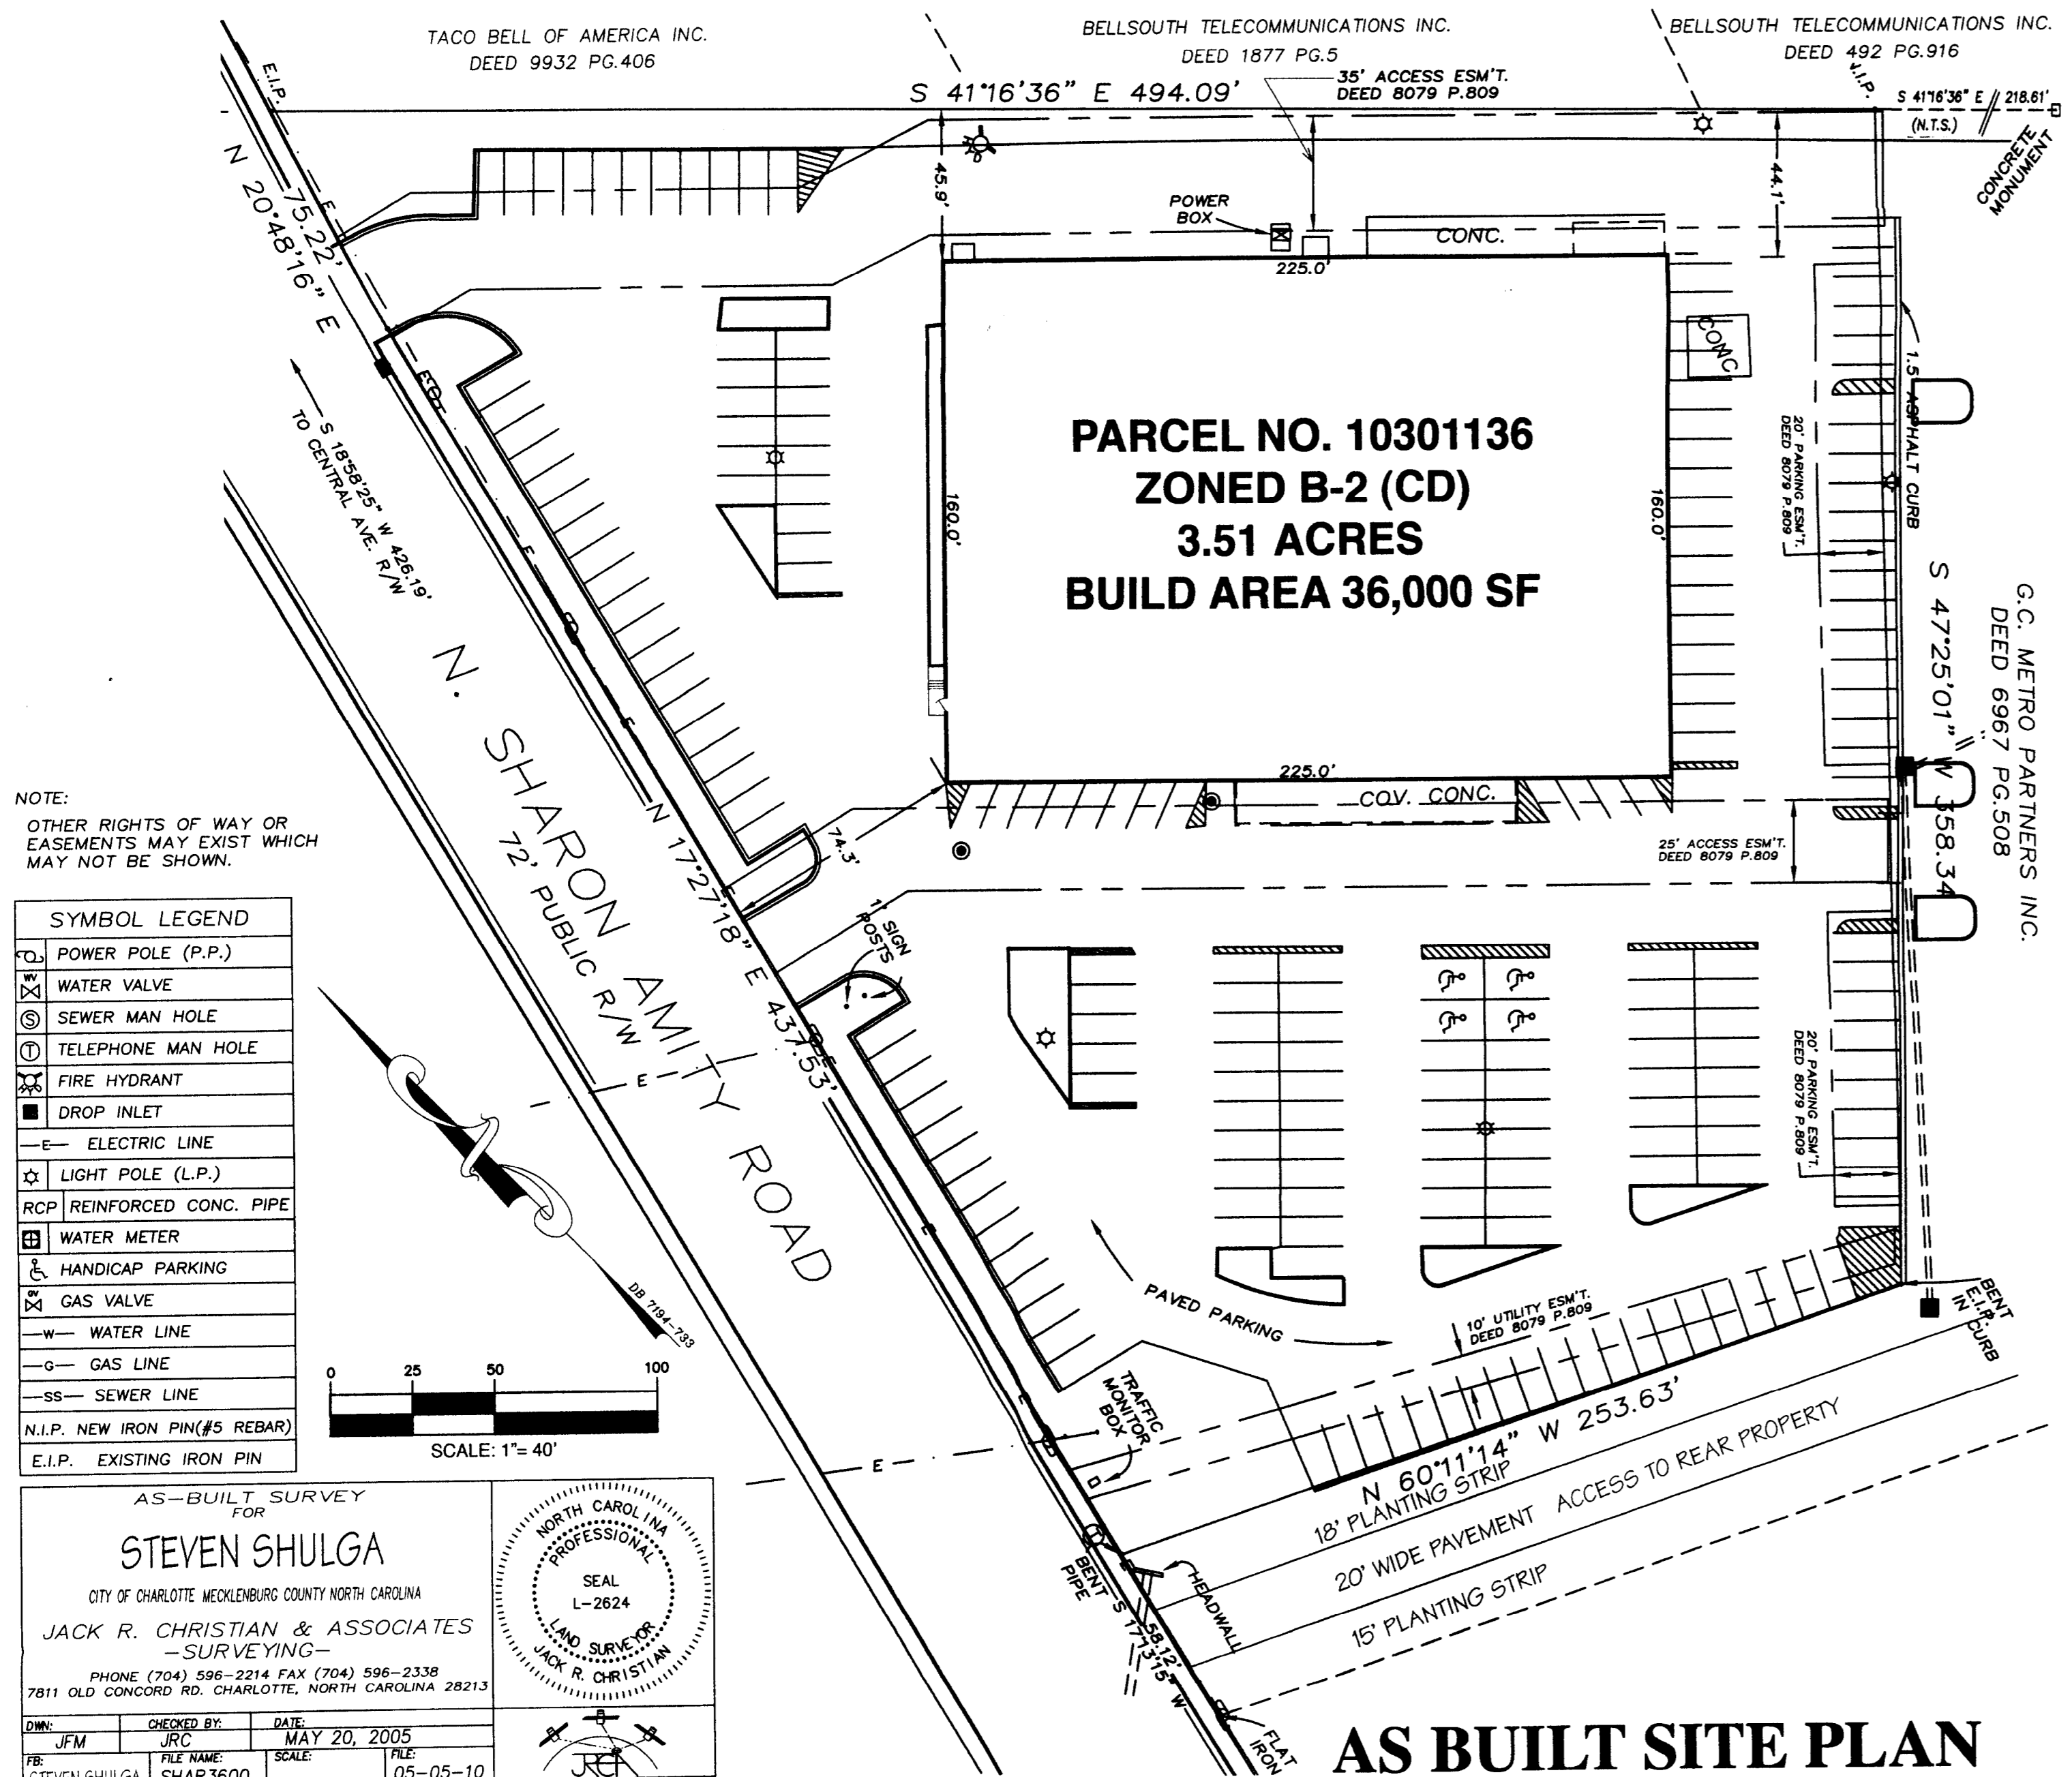 TACO BELL OF AMERICA INC.
DEED 9932 PG.406
BELLSOUTH TELECOMMUNICATIONS INC.
DEED 1877 PG.5
BELLSOUTH TELECOMMUNICATIONS INC.
DEED 492 PG.916
35' ACCESS ESM'T.
DEED 8079 P.809
S 41°16'36" E 494.09'
E.I.P.
N.I.P.
S 41°16'36" E 218.61'
(N.T.S.)
CONCRETE
MONUMENT
75.22'
N 20°48'16" E
E
45.9'
44.1'
POWER
BOX
CONC.
225.0'
CONC
1.5' ASPHALT CURB
20' PARKING ESM'T.
DEED 8079 P.809
PARCEL NO. 10301136
ZONED B-2 (CD)
3.51 ACRES
BUILD AREA 36,000 SF
160.0'
160.0'
S 18°58'25" W 426.19'
TO CENTRAL AVE. R/W
S 47°25'01" W 358.34'
G.C. METRO PARTNERS INC.
DEED 6967 PG.508
N. SHARON AMITY ROAD
72' PUBLIC R/W
N 17°27'18" E 437.53'
225.0'
COV. CONC.
74.3'
25' ACCESS ESM'T.
DEED 8079 P.809
1' SIGN
POSTS
20' PARKING ESM'T.
DEED 8079 P.809
NOTE:
OTHER RIGHTS OF WAY OR
EASEMENTS MAY EXIST WHICH
MAY NOT BE SHOWN.
SYMBOL LEGEND
POWER POLE (P.P.)
WV WATER VALVE
S SEWER MAN HOLE
T TELEPHONE MAN HOLE
FIRE HYDRANT
DROP INLET
E ELECTRIC LINE
LIGHT POLE (L.P.)
RCP REINFORCED CONC. PIPE
WATER METER
HANDICAP PARKING
GV GAS VALVE
W WATER LINE
G GAS LINE
SS SEWER LINE
N.I.P. NEW IRON PIN(#5 REBAR)
E.I.P. EXISTING IRON PIN
DB 7194-733
0 25 50 100
SCALE: 1"= 40'
E
E
PAVED PARKING
10' UTILITY ESM'T.
DEED 8079 P.809
BENT
E.I.P.
IN CURB
TRAFFIC
MONITOR
BOX
N 60°11'14" W 253.63'
18' PLANTING STRIP
20' WIDE PAVEMENT ACCESS TO REAR PROPERTY
15' PLANTING STRIP
BENT
PIPE
HEADWALL
58.12'
S 17°13'15" W
FLAT
IRON
AS-BUILT SURVEY
FOR
STEVEN SHULGA
CITY OF CHARLOTTE MECKLENBURG COUNTY NORTH CAROLINA
JACK R. CHRISTIAN & ASSOCIATES
-SURVEYING-
PHONE (704) 596-2214 FAX (704) 596-2338
7811 OLD CONCORD RD. CHARLOTTE, NORTH CAROLINA 28213
NORTH CAROLINA
PROFESSIONAL
SEAL
L-2624
LAND SURVEYOR
JACK R. CHRISTIAN
DWN: CHECKED BY: DATE:
JFM JRC MAY 20, 2005
FB: FILE NAME: SCALE: FILE:
STEVEN SHULGA SHAR3600 05-05-10
JRCA
AS BUILT SITE PLAN